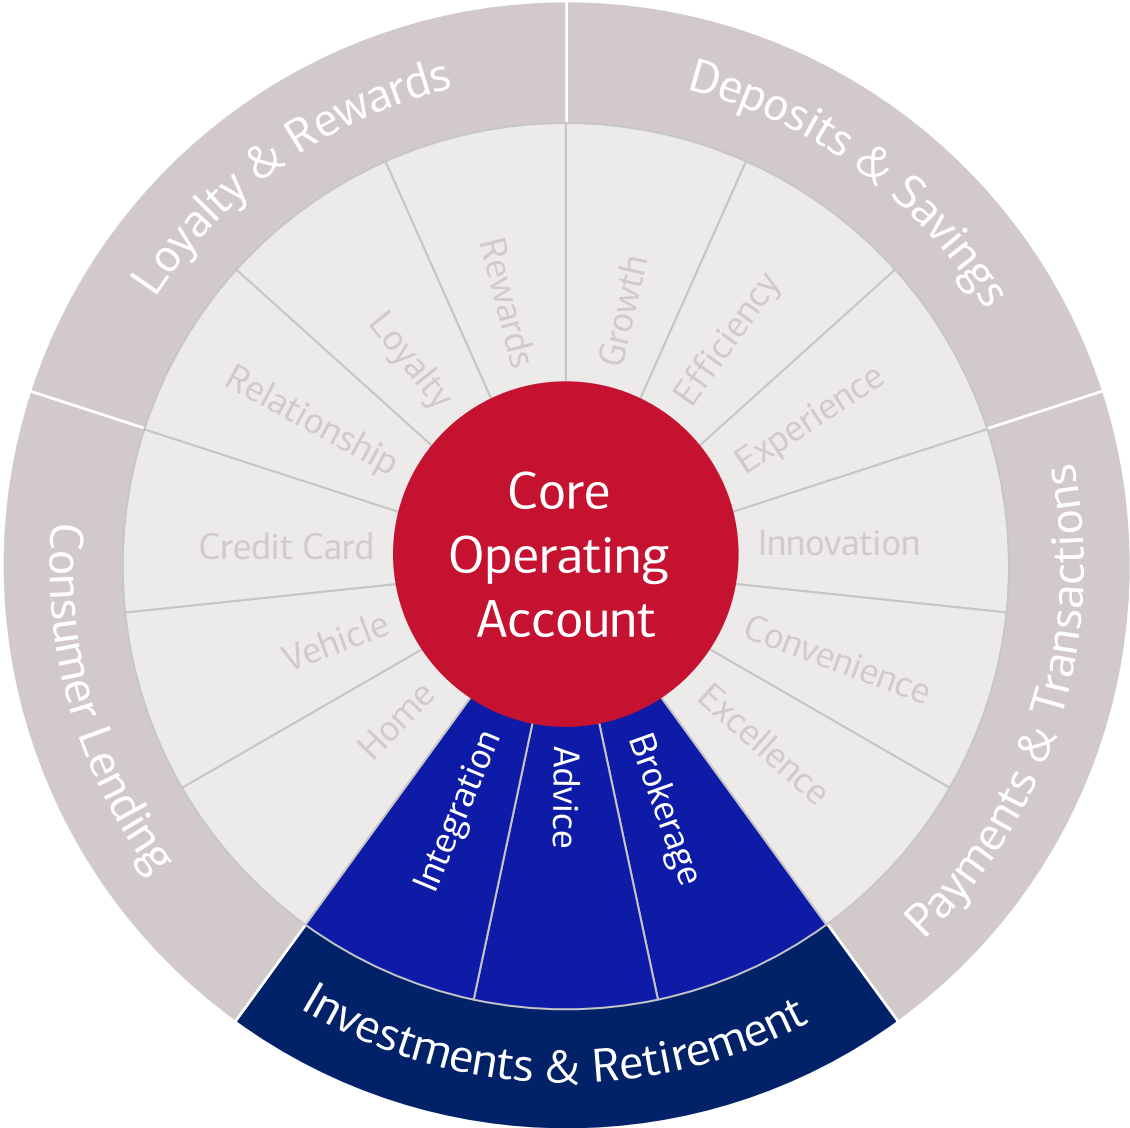 Loyalty & Rewards
Deposits & Savings
Payments & Transactions
Investments & Retirement
Consumer Lending
Rewards
Growth
Efficiency
Experience
Innovation
Convenience
Excellence
Brokerage
Advice
Integration
Home
Vehicle
Credit Card
Relationship
Loyalty
Core
Operating
Account